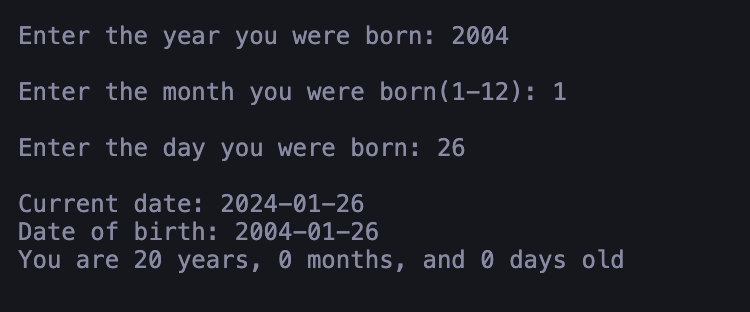 Enter the year you were born: 2004
Enter the month you were born(1-12): 1
Enter the day you were born: 26
Current date: 2024-01-26
Date of birth: 2004-01-26
You are 20 years, 0 months, and 0 days old